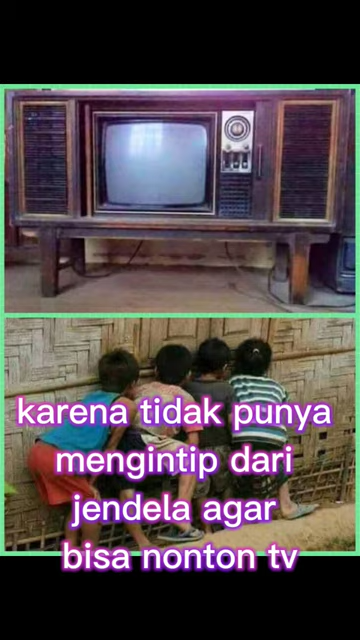 karena tidak punya
mengintip dari
jendela agar
bisa nonton tv